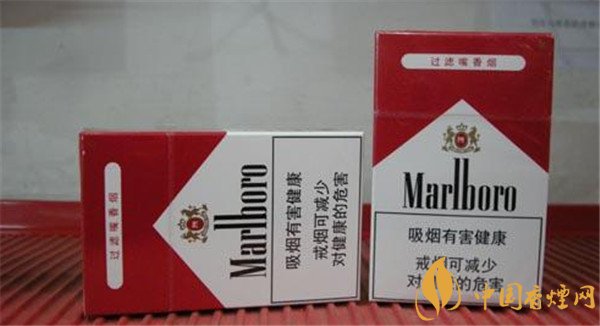 过滤嘴香烟
Marlboro
吸烟有害健康
戒烟可减少
对健康的危害
过滤嘴香烟
Marlboro
吸烟有害健康
戒烟可减少
对健康的危害
中国香煙网